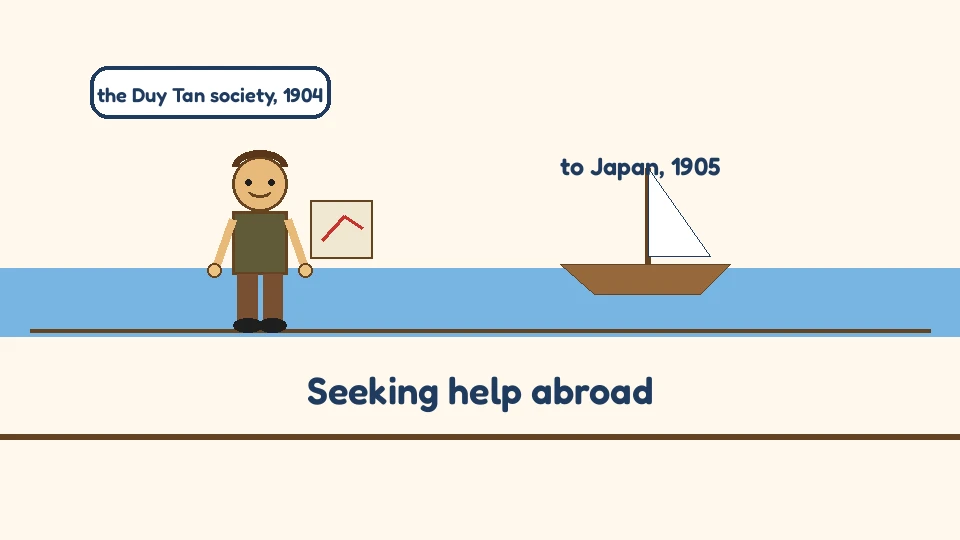 the Duy Tan society, 1904
to Japan, 1905
Seeking help abroad